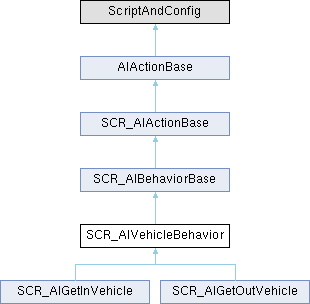 ScriptAndConfig
AIActionBase
SCR_AIActionBase
SCR_AIBehaviorBase
SCR_AIVehicleBehavior
SCR_AIGetInVehicle
SCR_AIGetOutVehicle